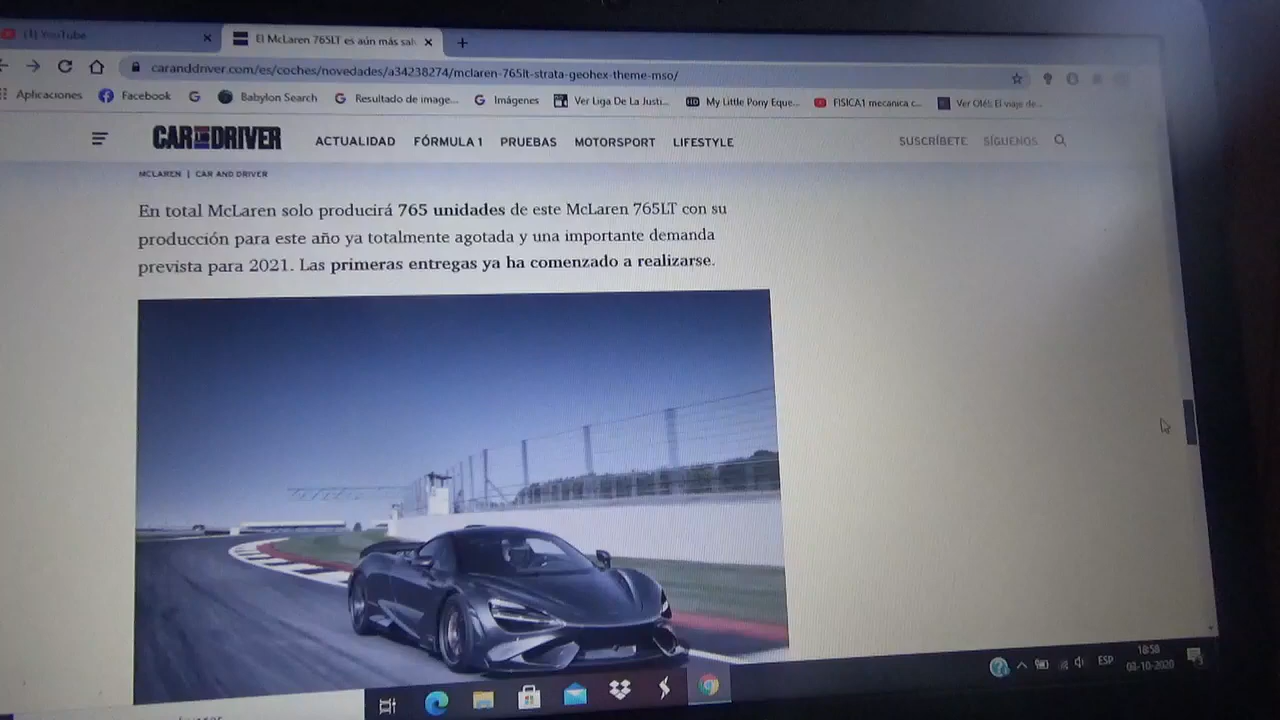 (1) YouTube
El McLaren 765LT es aún más sal
caranddriver.com/es/coches/novedades/a34238274/mclaren-765lt-strata-geohex-theme-mso/
Aplicaciones Facebook Babylon Search Resultado de image... Imágenes Ver Liga De La Justi... My Little Pony Eque... FISICA1 mecanica c... Ver Olé! El viaje de...
CAR AND DRIVER ACTUALIDAD FÓRMULA 1 PRUEBAS MOTORSPORT LIFESTYLE SUSCRÍBETE SÍGUENOS
MCLAREN | CAR AND DRIVER
En total McLaren solo producirá 765 unidades de este McLaren 765LT con su
producción para este año ya totalmente agotada y una importante demanda
prevista para 2021. Las primeras entregas ya ha comenzado a realizarse.
ESP
18:58
03-10-2020